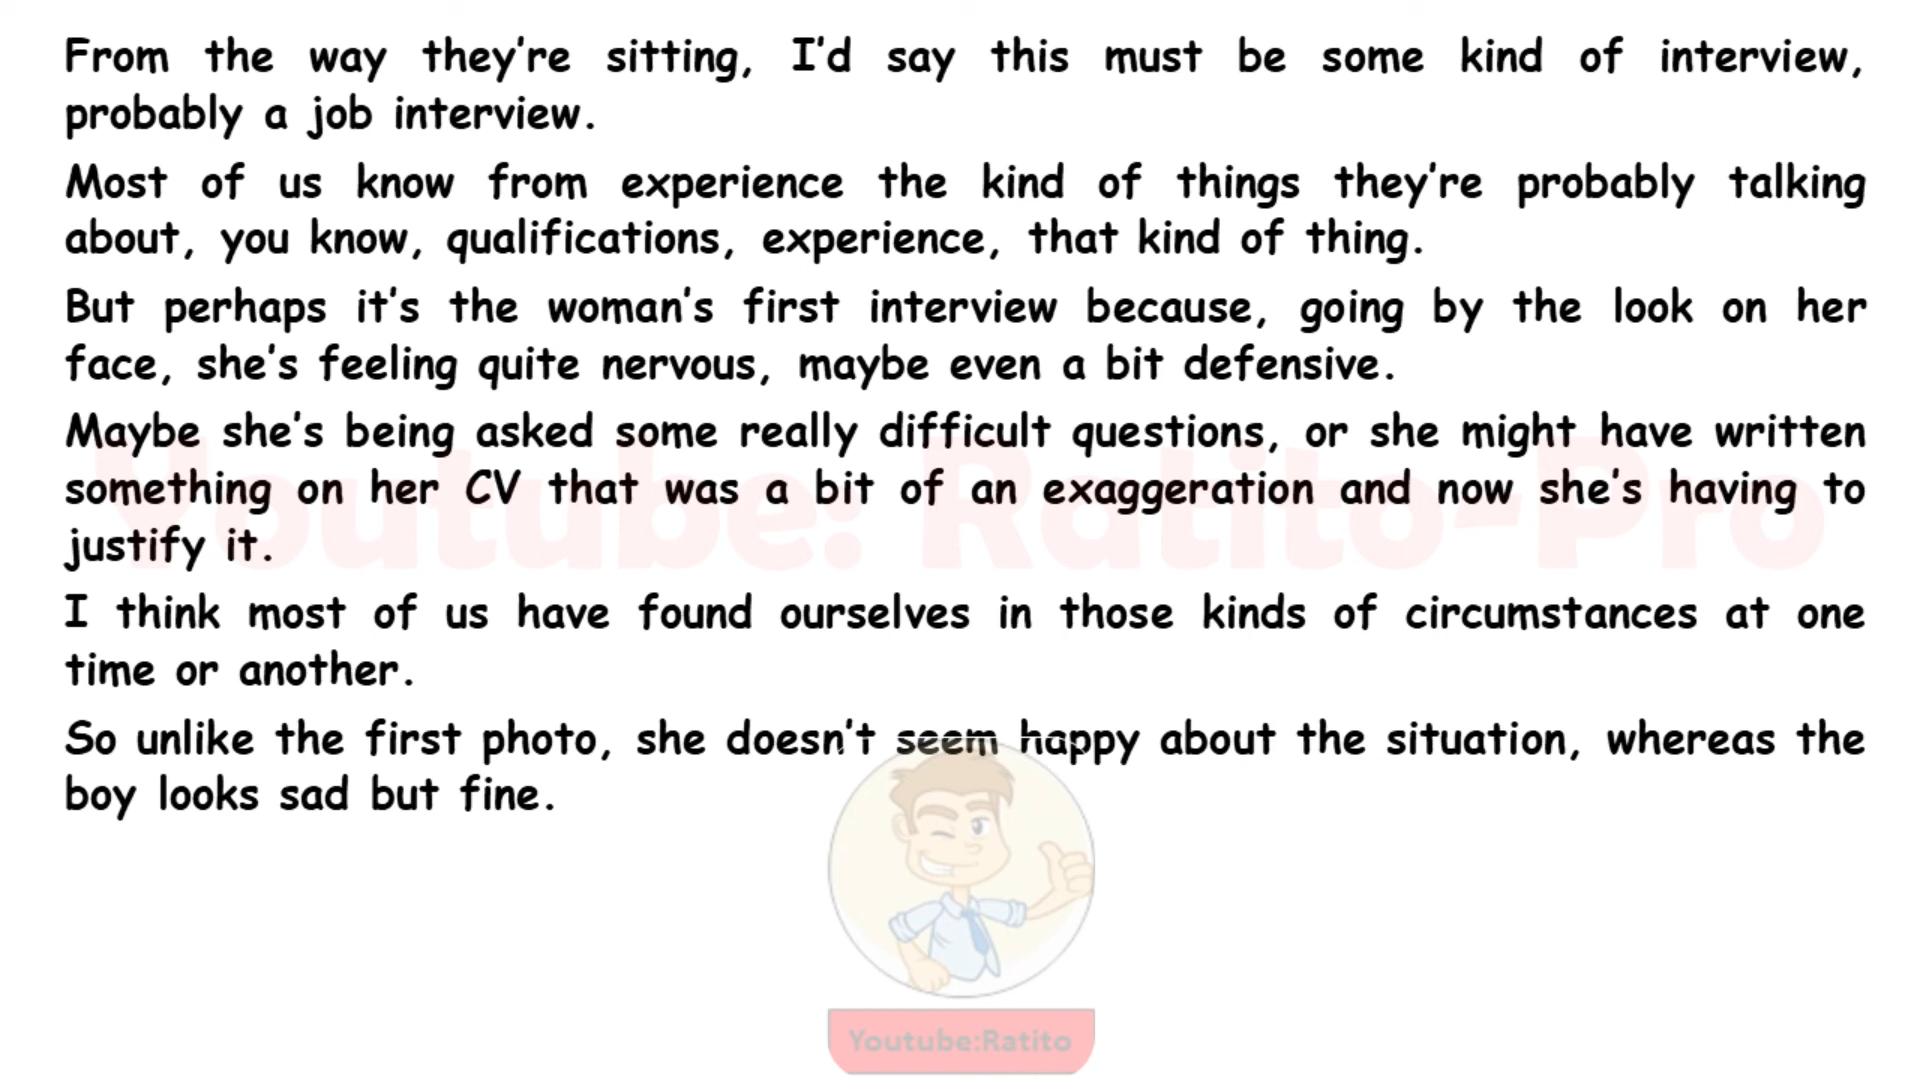 From the way they're sitting, I'd say this must be some kind of interview,
probably a job interview.
Most of us know from experience the kind of things they're probably talking
about, you know, qualifications, experience, that kind of thing.
But perhaps it's the woman's first interview because, going by the look on her
face, she's feeling quite nervous, maybe even a bit defensive.
Maybe she's being asked some really difficult questions, or she might have written
something on her CV that was a bit of an exaggeration and now she's having to
justify it.
Youtube: Ratito-Pro
I think most of us have found ourselves in those kinds of circumstances at one
time or another.
So unlike the first photo, she doesn't seem happy about the situation, whereas the
boy looks sad but fine.
Youtube:Ratito